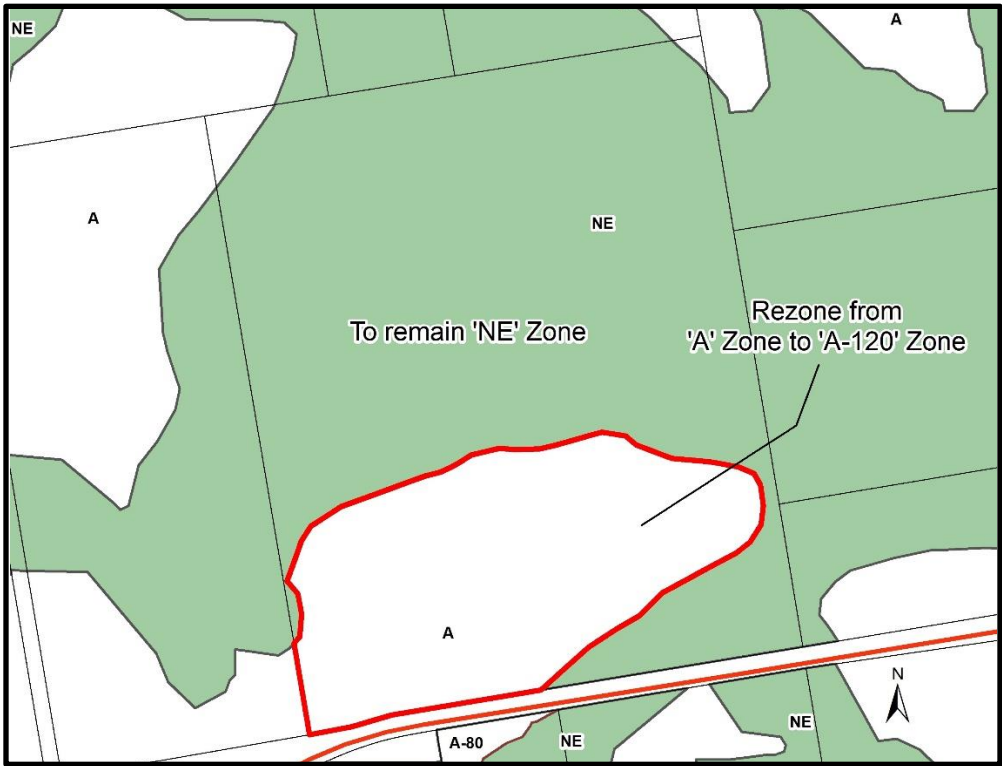 NE
A
A
NE
To remain 'NE' Zone
Rezone from
'A' Zone to 'A-120' Zone
A
N
A-80
NE
NE